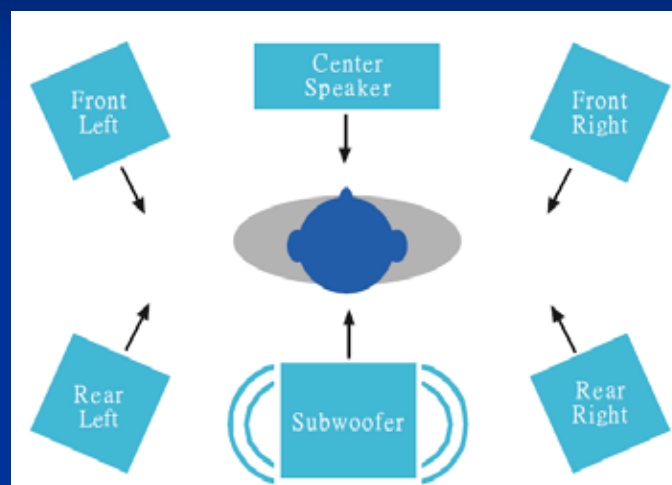 Front
Left
Center
Speaker
Front
Right
Rear
Left
Subwoofer
Rear
Right